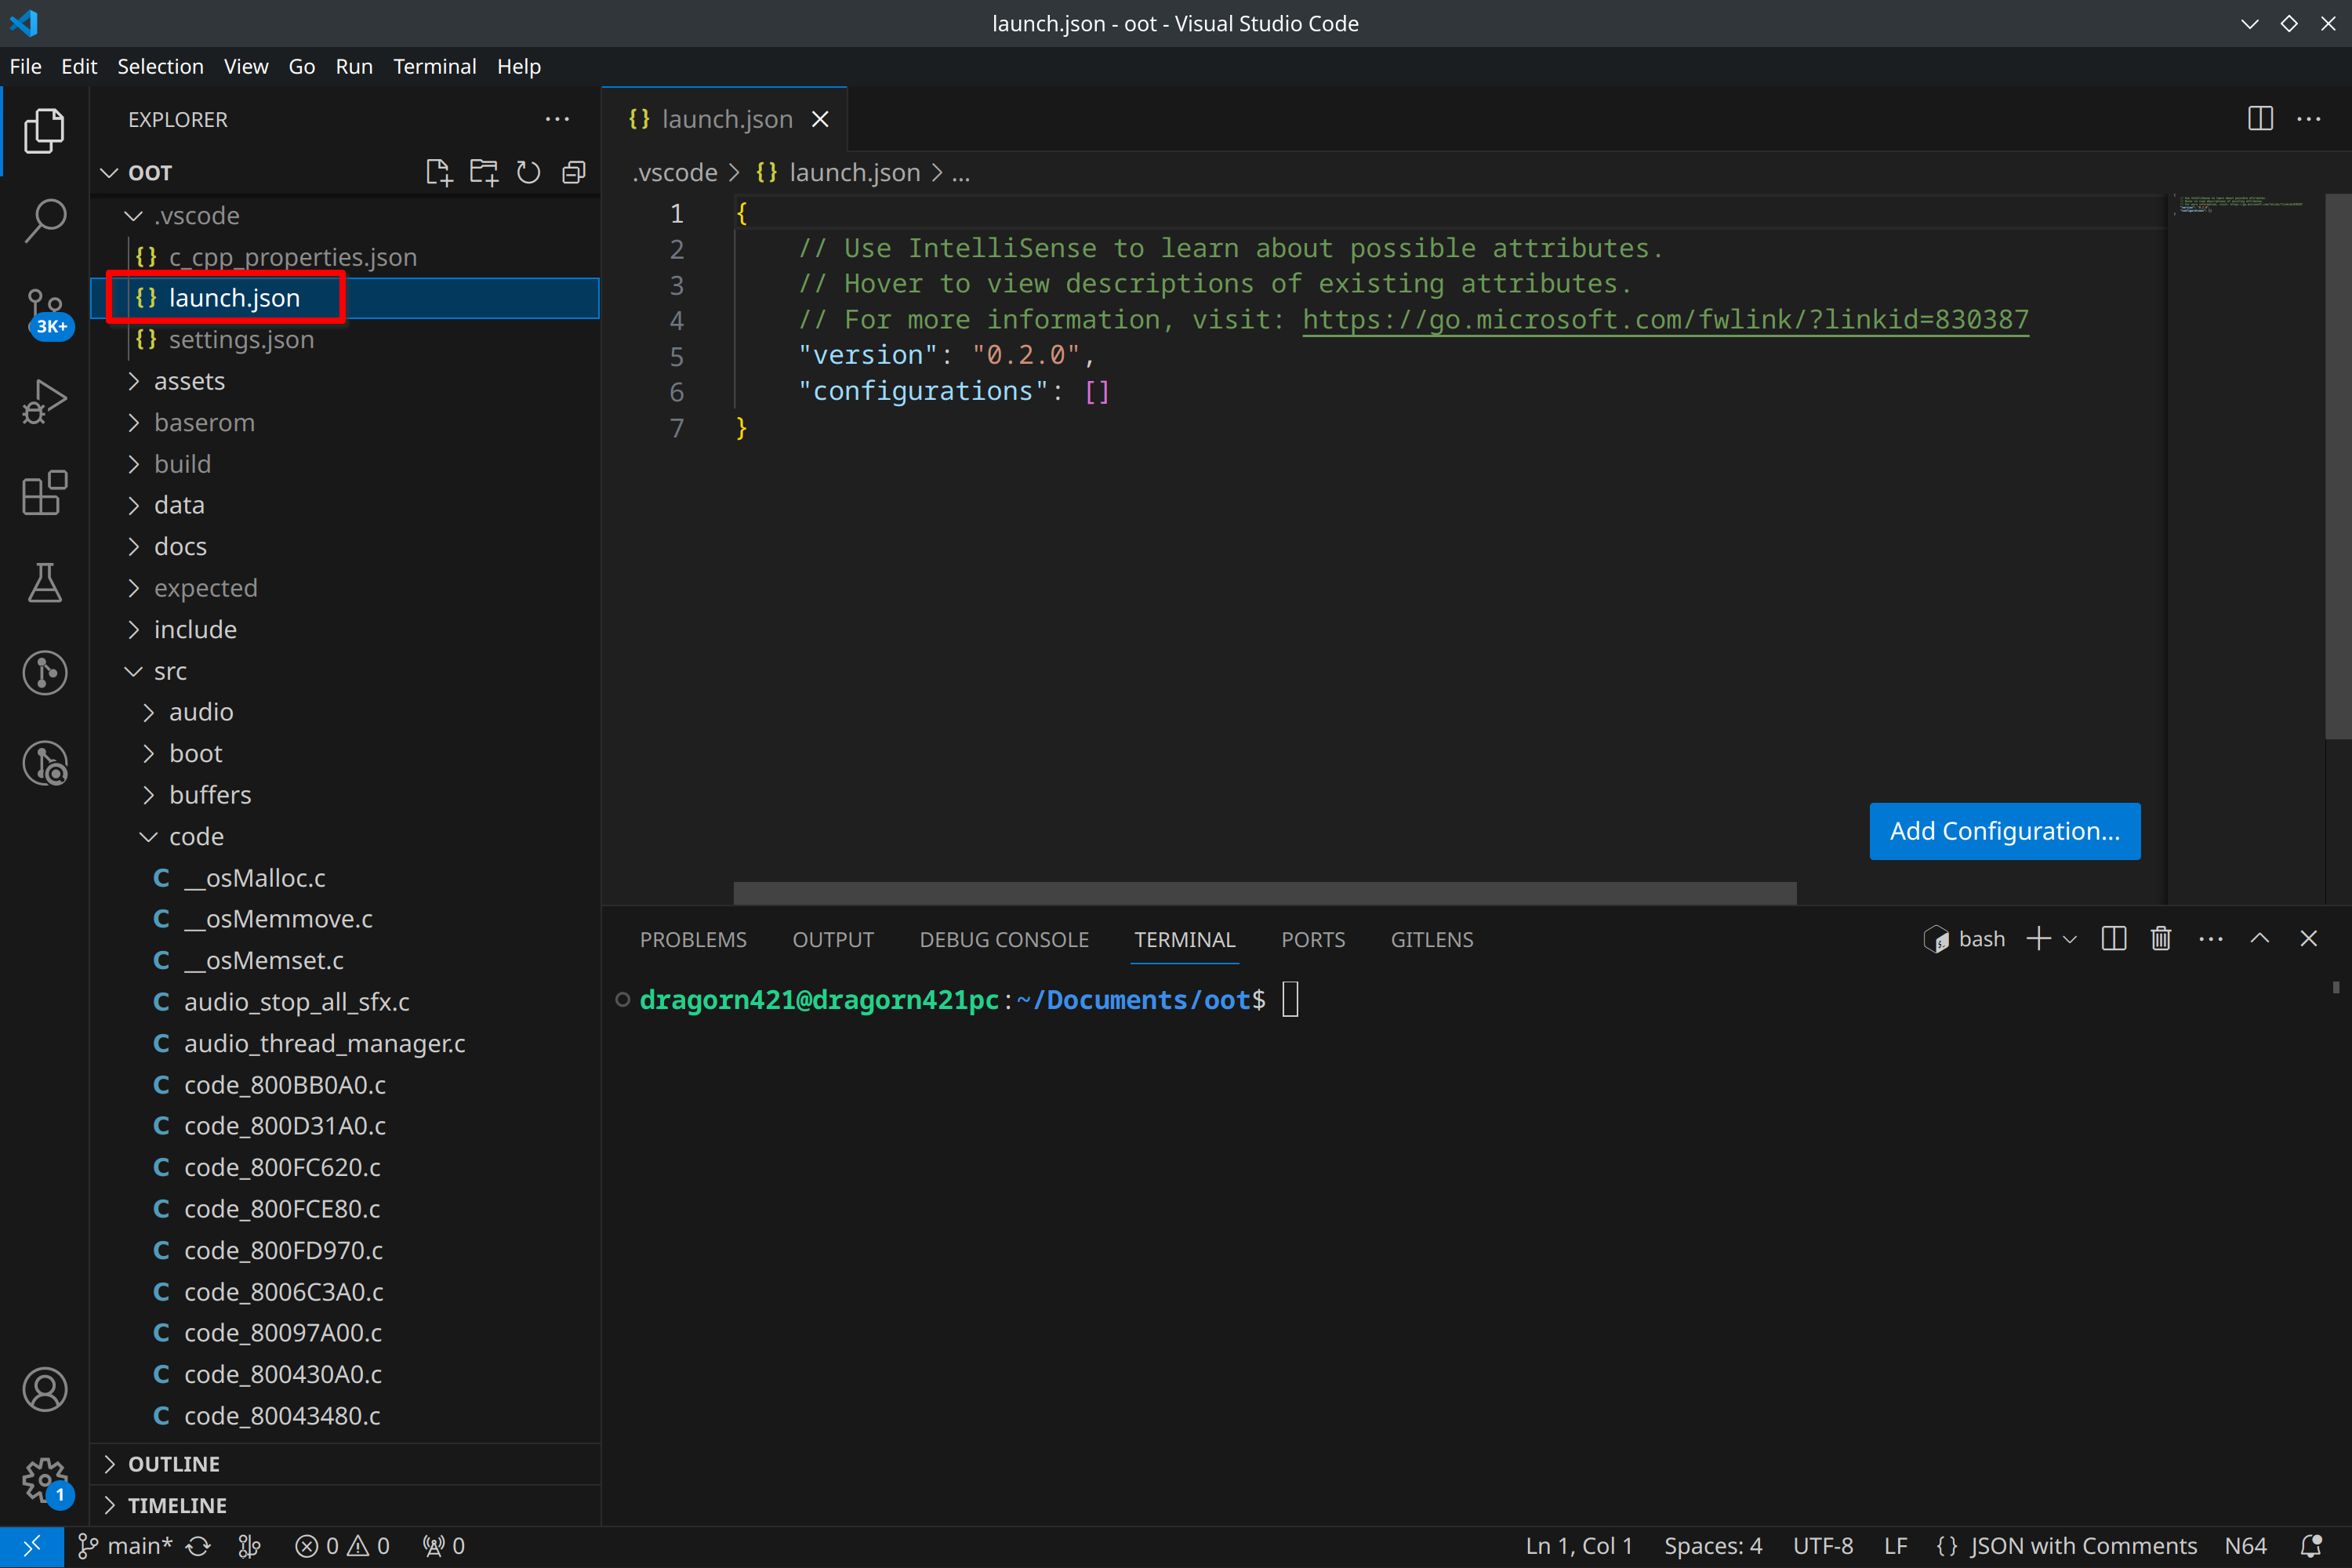 launch.json - oot - Visual Studio Code
File Edit Selection View Go Run Terminal Help
EXPLORER
OOT
.vscode
c_cpp_properties.json
launch.json
settings.json
assets
baserom
build
data
docs
expected
include
src
audio
boot
buffers
code
C __osMalloc.c
C __osMemmove.c
C __osMemset.c
C audio_stop_all_sfx.c
C audio_thread_manager.c
C code_800BB0A0.c
C code_800D31A0.c
C code_800FC620.c
C code_800FCE80.c
C code_800FD970.c
C code_8006C3A0.c
C code_80097A00.c
C code_800430A0.c
C code_80043480.c
OUTLINE
TIMELINE
3K+
1
{} launch.json
.vscode > {} launch.json > ...
1 {
2 // Use IntelliSense to learn about possible attributes.
3 // Hover to view descriptions of existing attributes.
4 // For more information, visit: https://go.microsoft.com/fwlink/?linkid=830387
5 "version": "0.2.0",
6 "configurations": []
7 }
Add Configuration...
PROBLEMS OUTPUT DEBUG CONSOLE TERMINAL PORTS GITLENS
bash
dragorn421@dragorn421pc:~/Documents/oot$
main* 0 0 0
Ln 1, Col 1 Spaces: 4 UTF-8 LF {} JSON with Comments N64